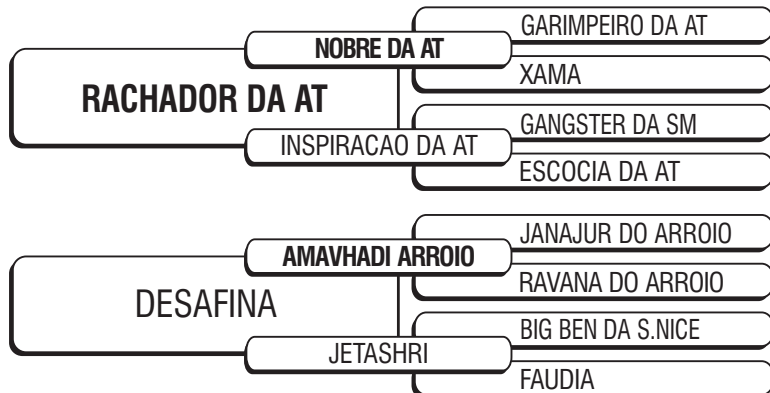 GARIMPEIRO DA AT
NOBRE DA AT
XAMA
RACHADOR DA AT
GANGSTER DA SM
INSPIRACAO DA AT
ESCOCIA DA AT
JANAJUR DO ARROIO
AMAVHADI ARROIO
RAVANA DO ARROIO
DESAFINA
BIG BEN DA S.NICE
JETASHRI
FAUDIA